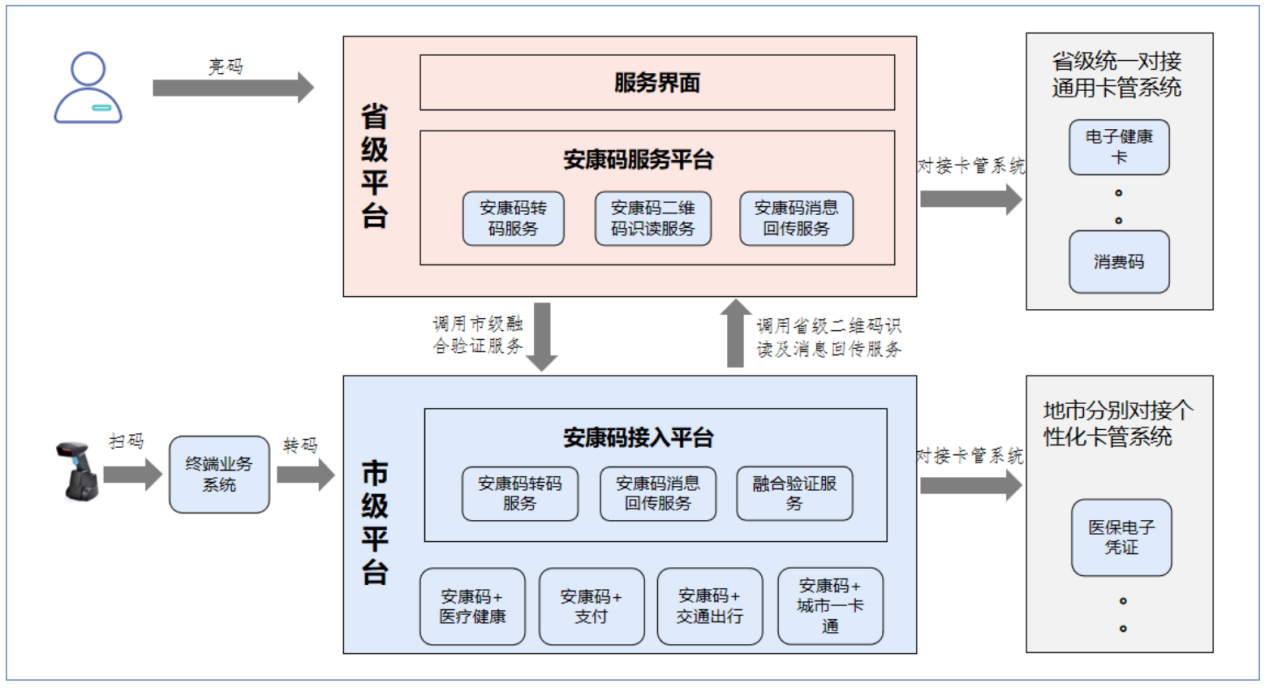 亮码
省级平台
服务界面
安康码服务平台
安康码转
码服务
安康码二维
码识读服务
安康码消息
回传服务
对接卡管系统
省级统一对接
通用卡管系统
电子健康
卡
消费码
调用市级融
合验证服务
调用省级二维码识
读及消息回传服务
扫码
终端业务
系统
转码
市级平台
安康码接入平台
安康码转码
服务
安康码消息
回传服务
融合验证服
务
安康码+
医疗健康
安康码+
支付
安康码+
交通出行
安康码+
城市一卡
通
对接卡管系统
地市分别对接个
性化卡管系统
医保电子
凭证